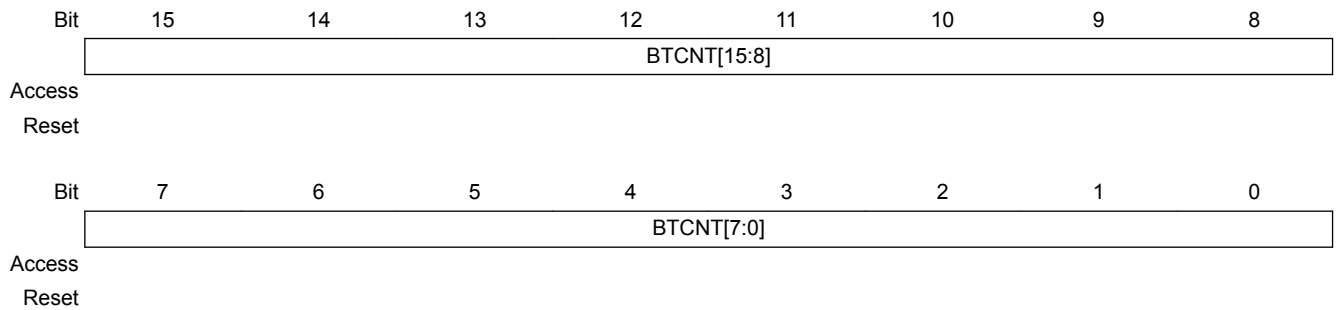 Bit 15 14 13 12 11 10 9 8
BTCNT[15:8]
Access
Reset
Bit 7 6 5 4 3 2 1 0
BTCNT[7:0]
Access
Reset